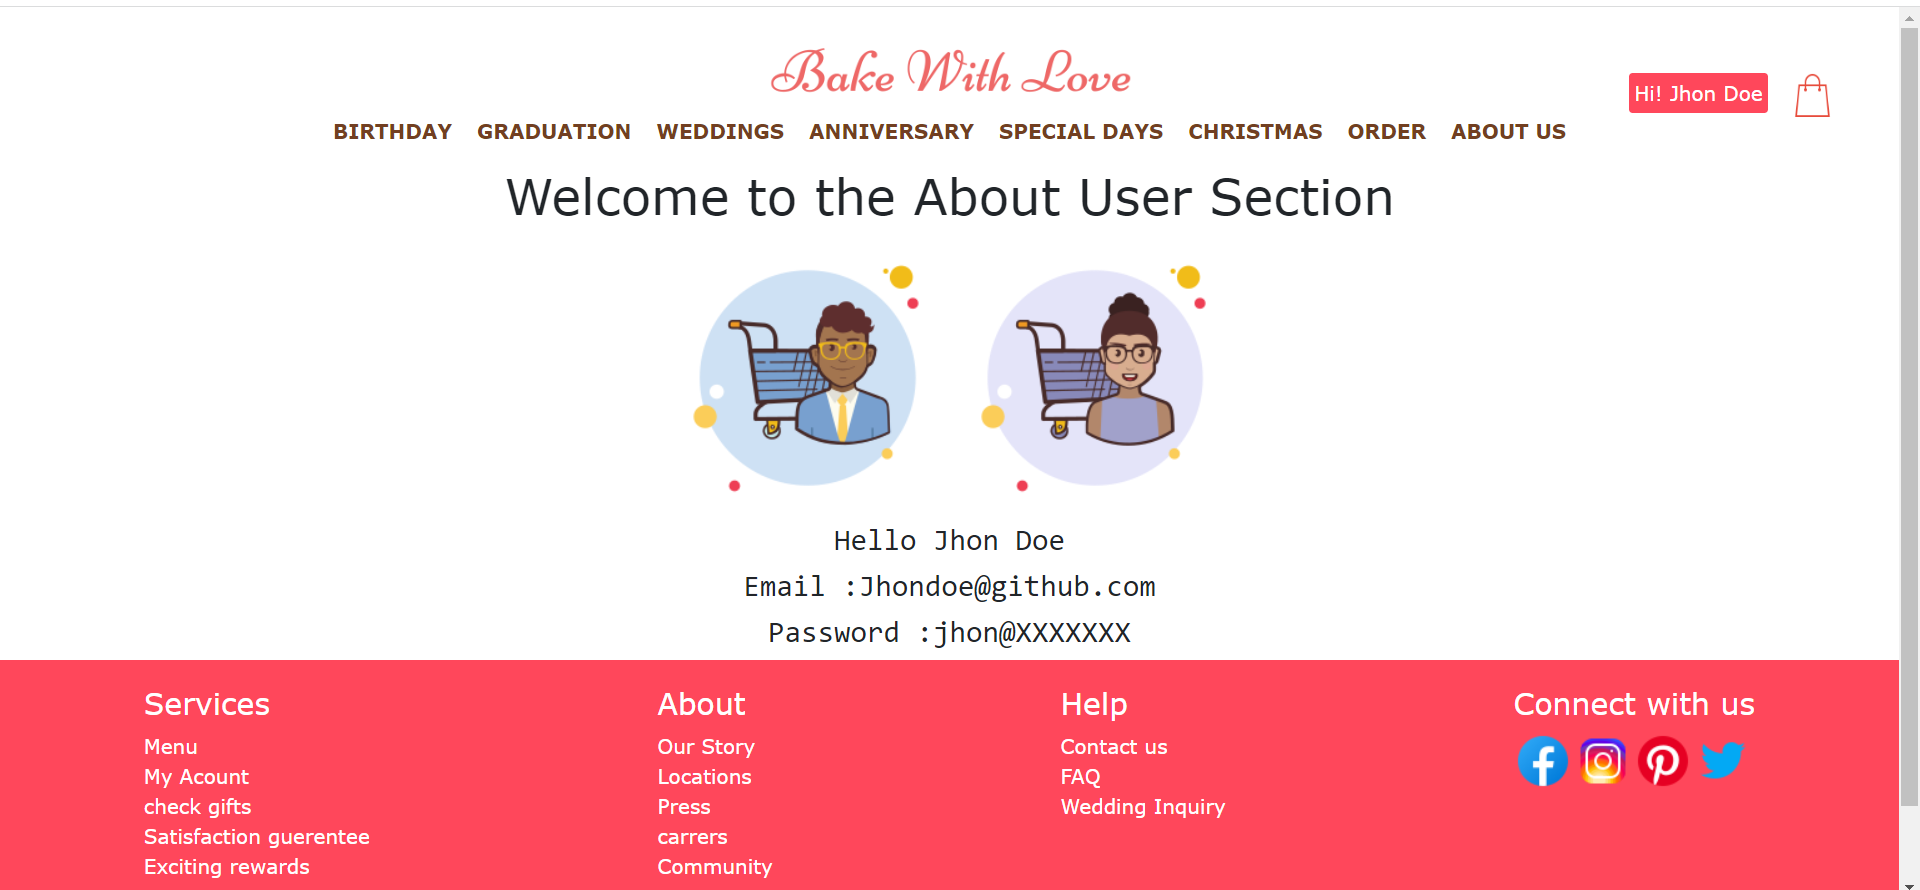 Bake With Love
Hi! Jhon Doe
BIRTHDAY GRADUATION WEDDINGS ANNIVERSARY SPECIAL DAYS CHRISTMAS ORDER ABOUT US
Welcome to the About User Section
Hello Jhon Doe
Email :Jhondoe@github.com
Password :jhon@XXXXXXX
Services
Menu
My Acount
check gifts
Satisfaction guerentee
Exciting rewards
About
Our Story
Locations
Press
carrers
Community
Help
Contact us
FAQ
Wedding Inquiry
Connect with us